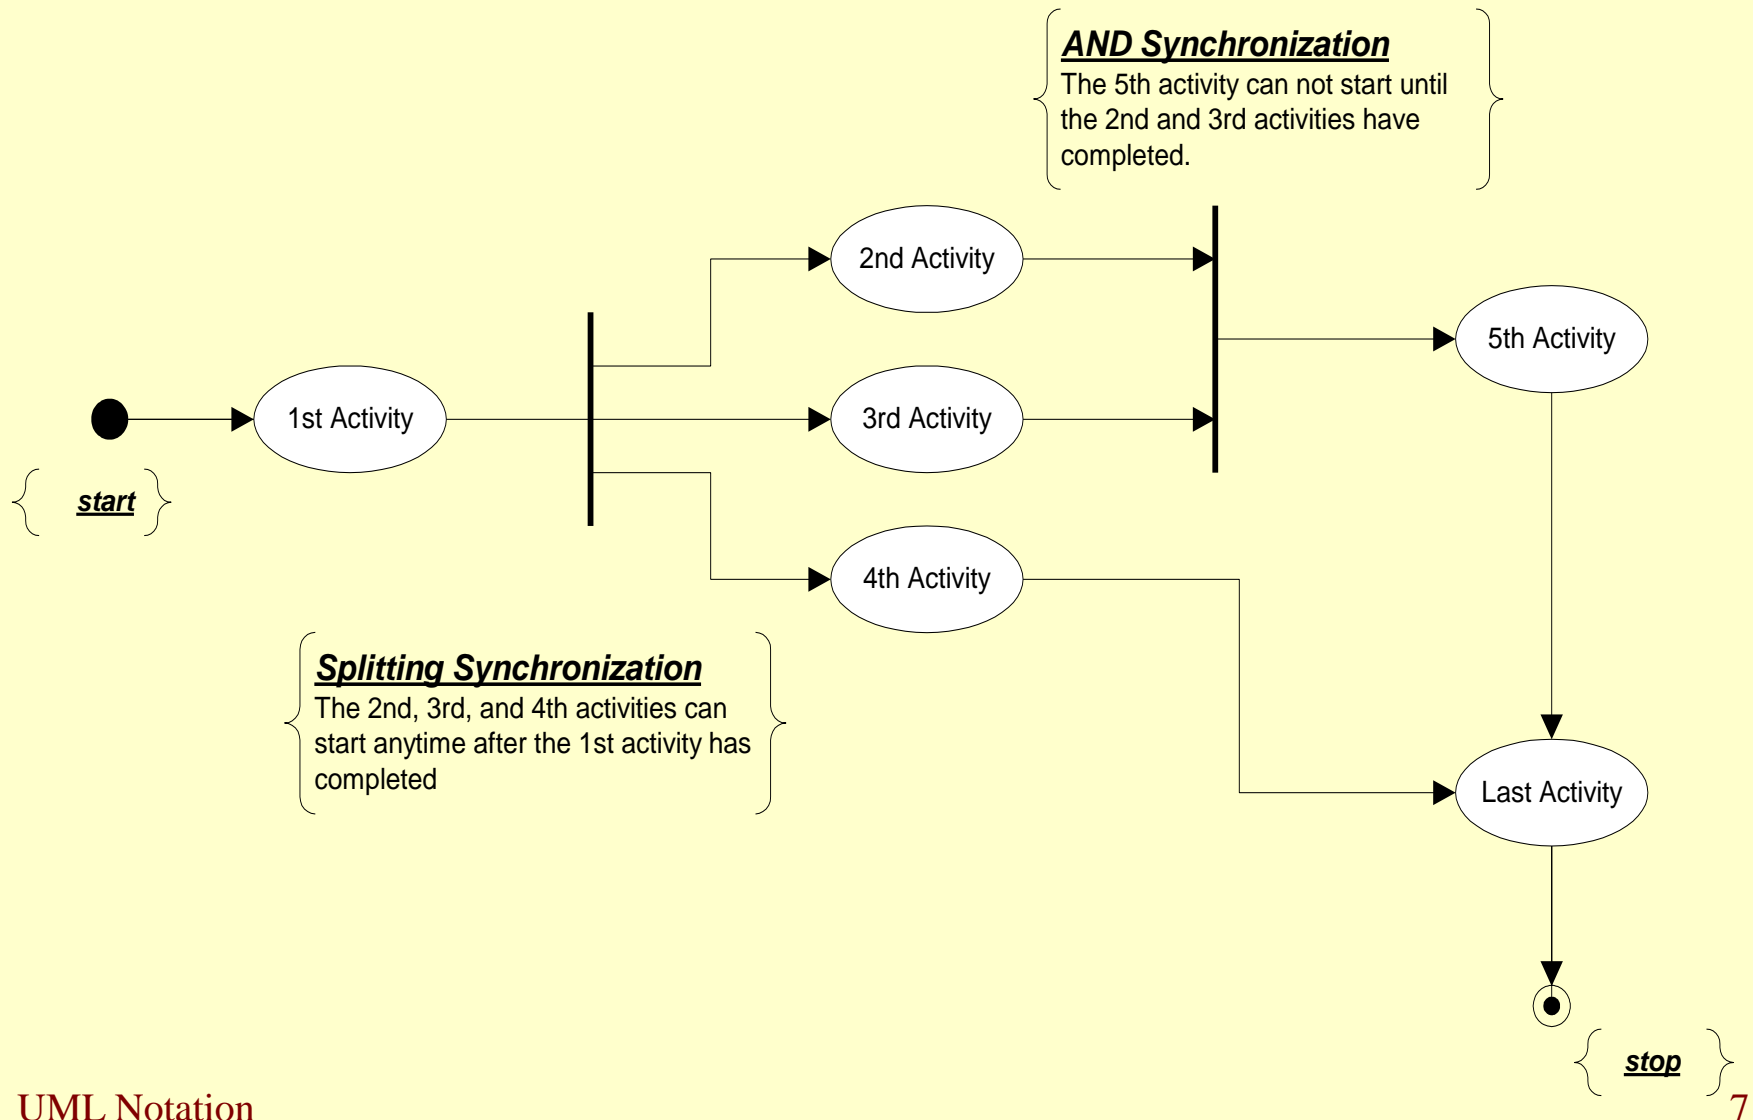 AND Synchronization
The 5th activity can not start until
the 2nd and 3rd activities have
completed.
2nd Activity
5th Activity
1st Activity
3rd Activity
start
4th Activity
Splitting Synchronization
The 2nd, 3rd, and 4th activities can
start anytime after the 1st activity has
completed
Last Activity
stop
UML Notation
7